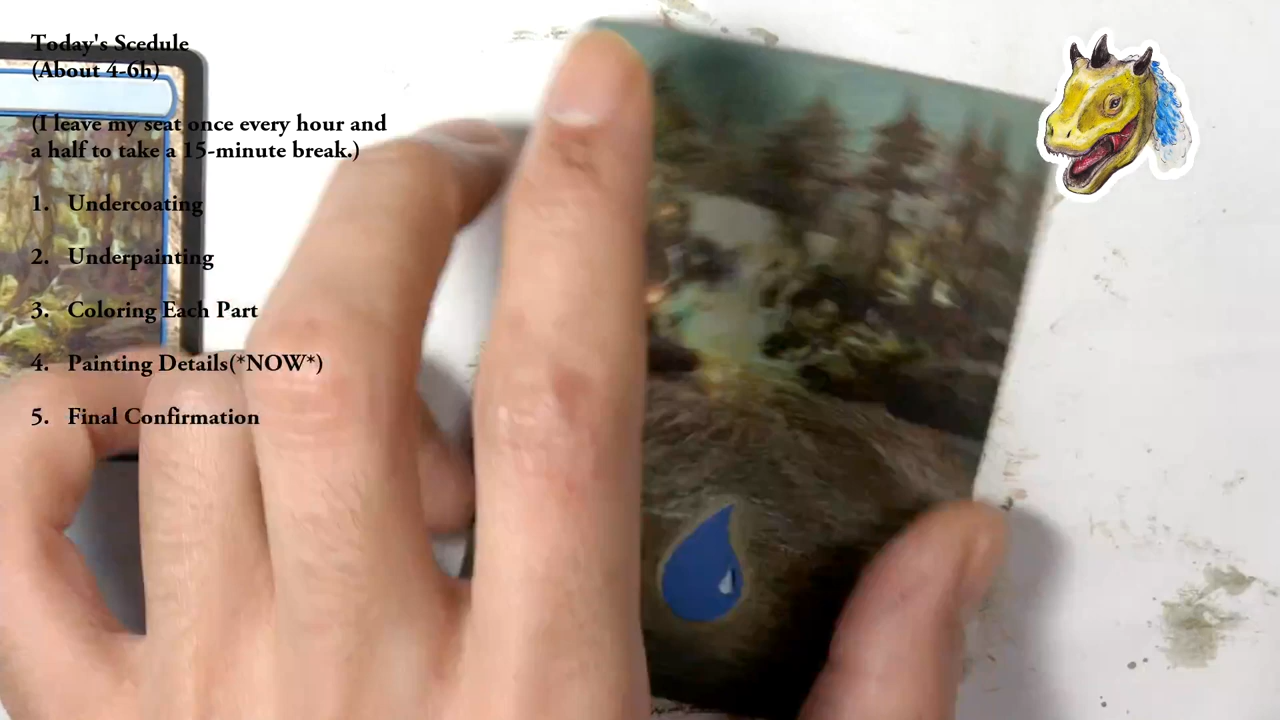 Today's Scedule
(About 4-6h)
(I leave my seat once every hour and
a half to take a 15-minute break.)
1. Undercoating
2. Underpainting
3. Coloring Each Part
4. Painting Details(*NOW*)
5. Final Confirmation